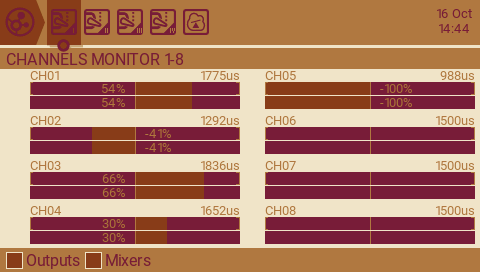 16 Oct
14:44
CHANNELS MONITOR 1-8
CH01 1775us
54%
54%
CH02 1292us
-41%
-41%
CH03 1836us
66%
66%
CH04 1652us
30%
30%
CH05 988us
-100%
-100%
CH06 1500us
CH07 1500us
CH08 1500us
Outputs Mixers